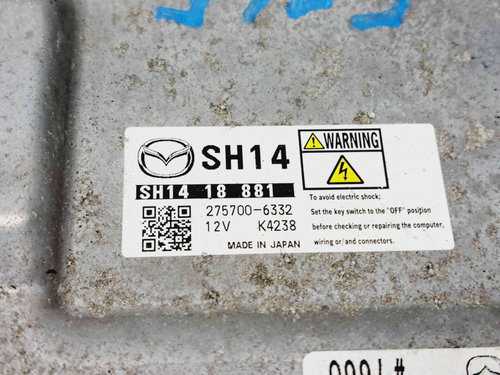 SH14
SH14 18 881
275700-6332
12V K4238
MADE IN JAPAN
WARNING
To avoid electric shock;
Set the key switch to the "OFF" position
before checking or repairing the computer,
wiring or/and connectors.